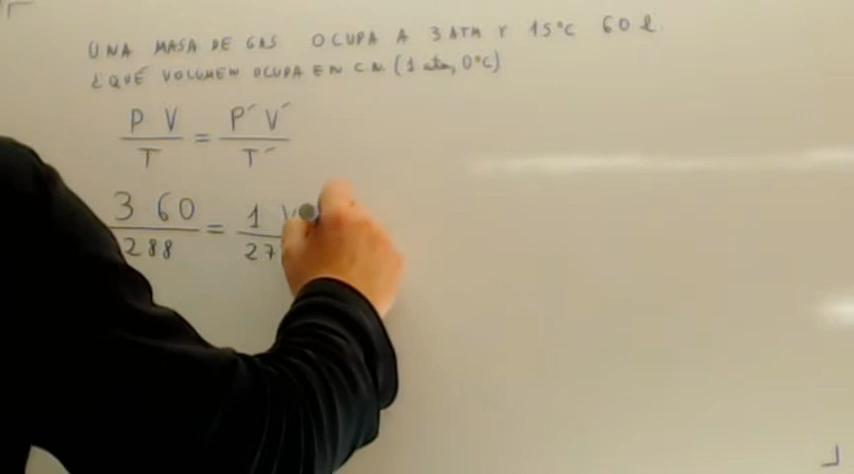 UNA MASA DE GAS OCUPA A 3 ATM Y 15°C 60 l.
¿QUÉ VOLUMEN OCUPA EN C.N. (1 atm, 0°C)
P V / T = P´ V´ / T´
3 60 / 288 = 1 V / 27